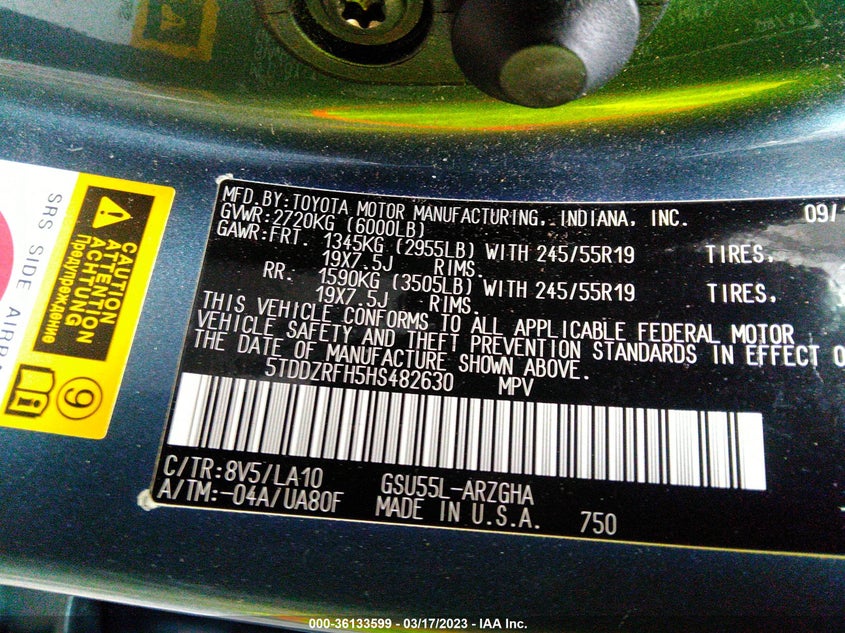 MFD. BY: TOYOTA MOTOR MANUFACTURING, INDIANA, INC. 09/
GVWR: 2720KG (6000LB)
GAWR: FRT. 1345KG (2955LB) WITH 245/55R19 TIRES,
19X7.5J RIMS.
RR. 1590KG (3505LB) WITH 245/55R19 TIRES,
19X7.5J RIMS.
THIS VEHICLE CONFORMS TO ALL APPLICABLE FEDERAL MOTOR
VEHICLE SAFETY AND THEFT PREVENTION STANDARDS IN EFFECT O
THE DATE OF MANUFACTURE SHOWN ABOVE.
5TDDZRFH5HS482630 MPV
C/TR: 8V5/LA10 GSU55L-ARZGHA
A/TM: -04A/UA80F MADE IN U.S.A. 750
SRS SIDE AIRBA
CAUTION
ATTENTION
ACHTUNG
Предупреждение
9
000-36133599 - 03/17/2023 - IAA Inc.